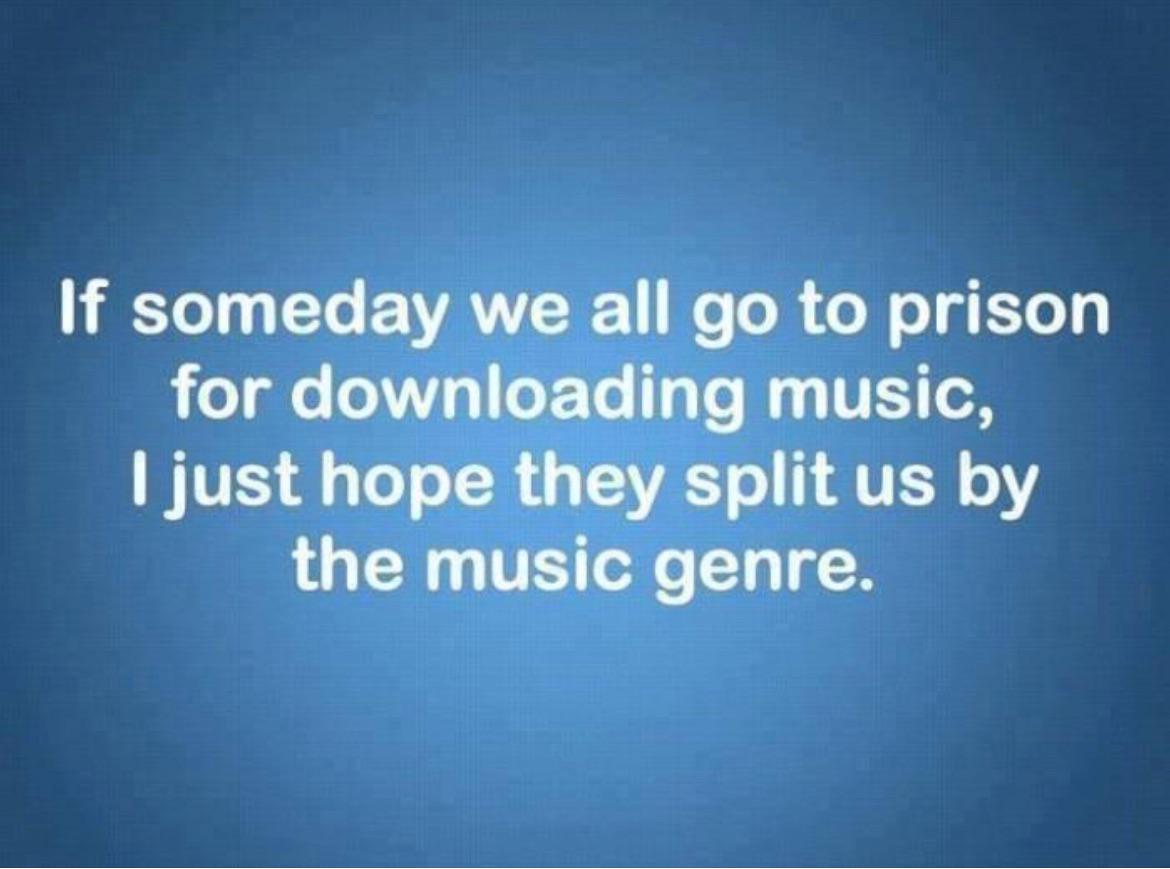 If someday we all go to prison
for downloading music,
I just hope they split us by
the music genre.